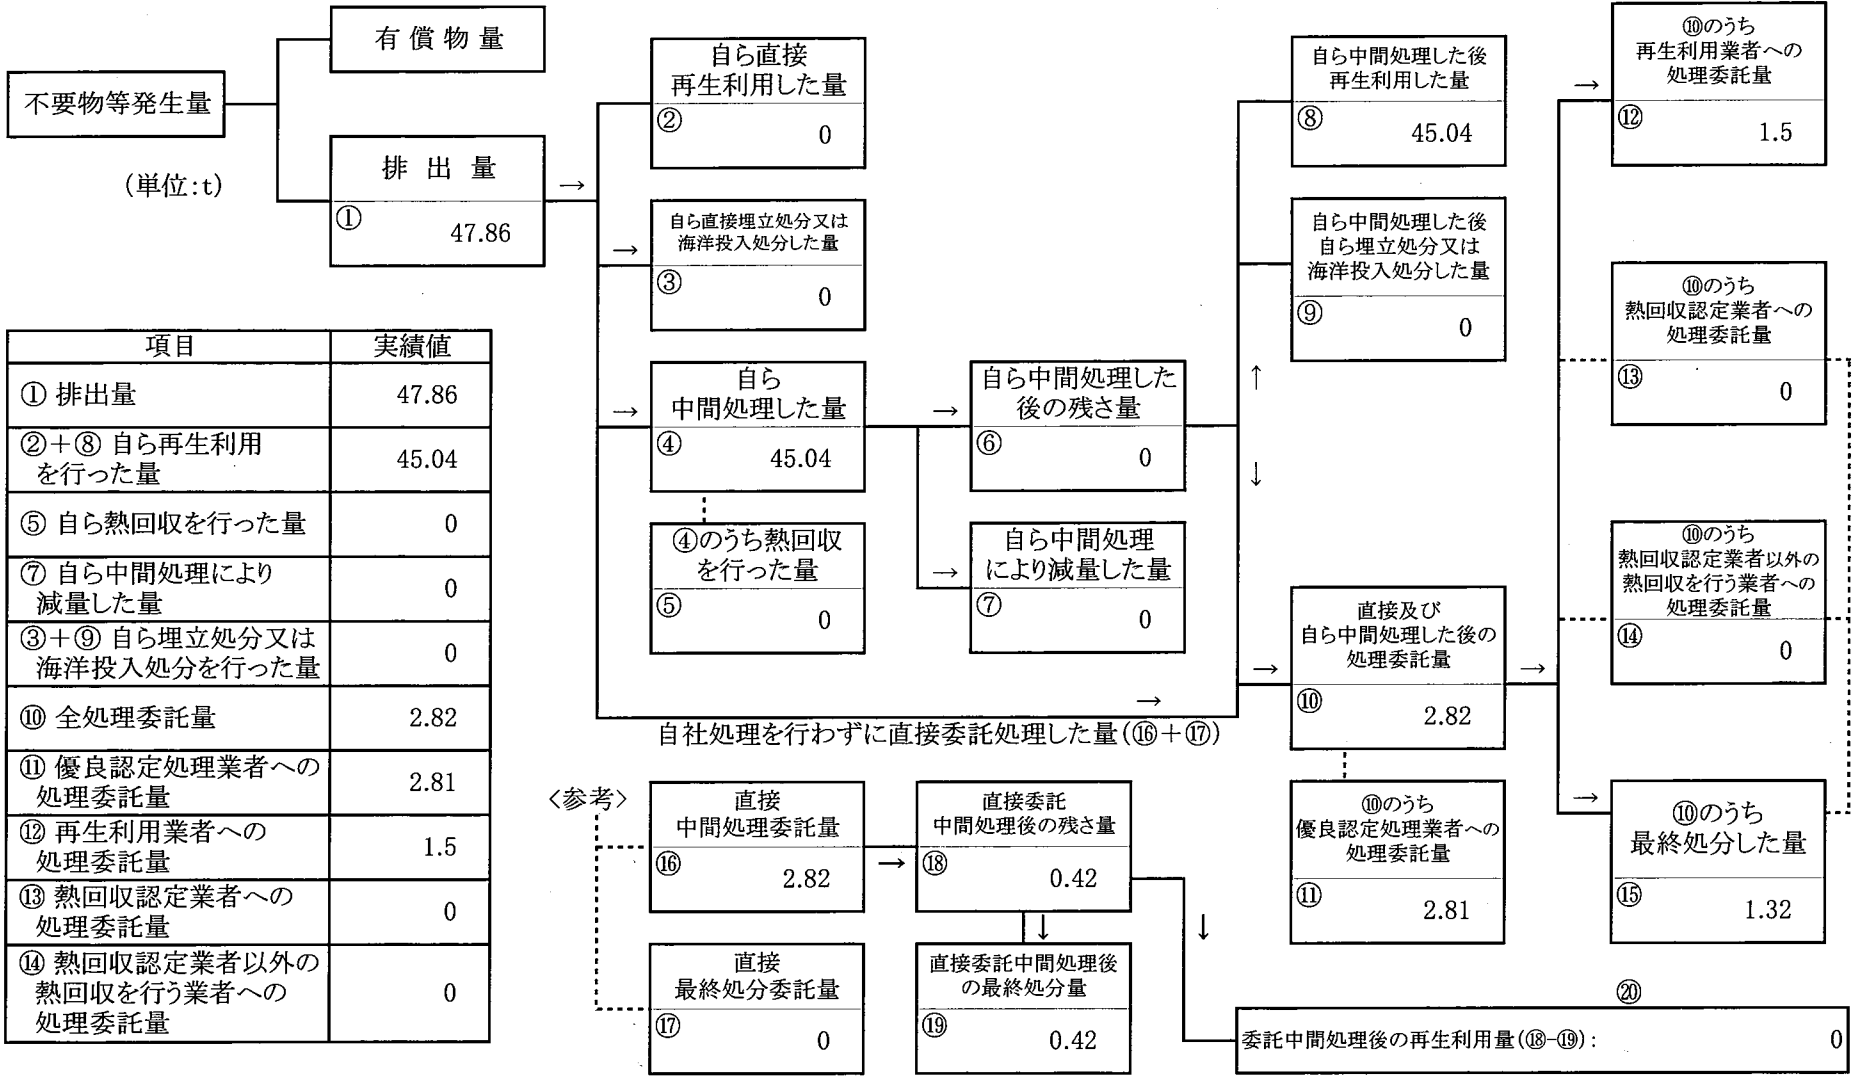 不要物等発生量
(単位:t)
有償物量
排出量
①
47.86
→
自ら直接
再生利用した量
②
0
→
自ら直接埋立処分又は
海洋投入処分した量
③
0
→
自ら
中間処理した量
④
45.04
④のうち熱回収
を行った量
⑤
0
→
自ら中間処理した
後の残さ量
⑥
0
→
自ら中間処理
により減量した量
⑦
0
↑
↓
自ら中間処理した後
再生利用した量
⑧
45.04
自ら中間処理した後
自ら埋立処分又は
海洋投入処分した量
⑨
0
→
自社処理を行わずに直接委託処理した量(⑯+⑰)
→
直接及び
自ら中間処理した後の
処理委託量
⑩
2.82
⑩のうち
優良認定処理業者への
処理委託量
⑪
2.81
→
→
⑩のうち
再生利用業者への
処理委託量
⑫
1.5
⑩のうち
熱回収認定業者への
処理委託量
⑬
0
⑩のうち
熱回収認定業者以外の
熱回収を行う業者への
処理委託量
⑭
0
→
⑩のうち
最終処分した量
⑮
1.32
項目 実績値
① 排出量 47.86
②+⑧ 自ら再生利用
を行った量 45.04
⑤ 自ら熱回収を行った量 0
⑦ 自ら中間処理により
減量した量 0
③+⑨ 自ら埋立処分又は
海洋投入処分を行った量 0
⑩ 全処理委託量 2.82
⑪ 優良認定処理業者への
処理委託量 2.81
⑫ 再生利用業者への
処理委託量 1.5
⑬ 熱回収認定業者への
処理委託量 0
⑭ 熱回収認定業者以外の
熱回収を行う業者への
処理委託量 0
〈参考〉
直接
中間処理委託量
⑯
2.82
→
直接委託
中間処理後の残さ量
⑱
0.42
↓
↓
直接
最終処分委託量
⑰
0
直接委託中間処理後
の最終処分量
⑲
0.42
⑳
委託中間処理後の再生利用量(⑱-⑲): 0